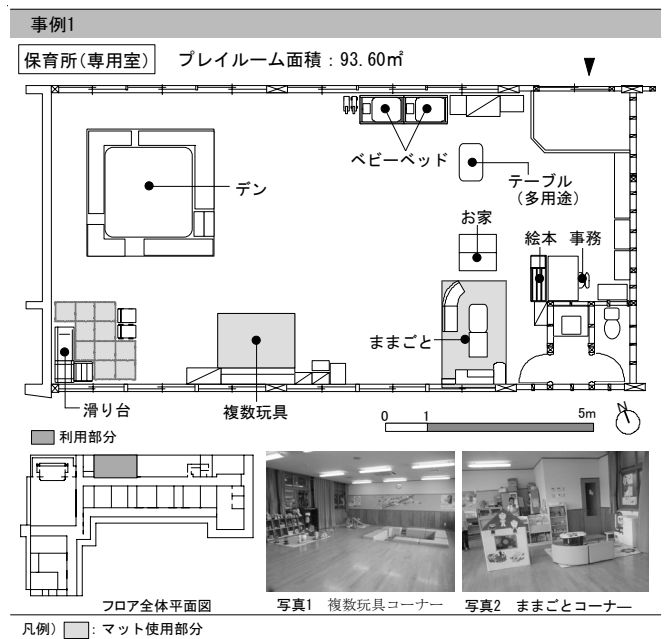 事例1
保育所(専用室) プレイルーム面積：93.60㎡
ベビーベッド
デン
テーブル
(多用途)
お家
絵本 事務
ままごと
滑り台
複数玩具
0 1 5m
N
利用部分
フロア全体平面図
写真1 複数玩具コーナー
写真2 ままごとコーナー
凡例) : マット使用部分